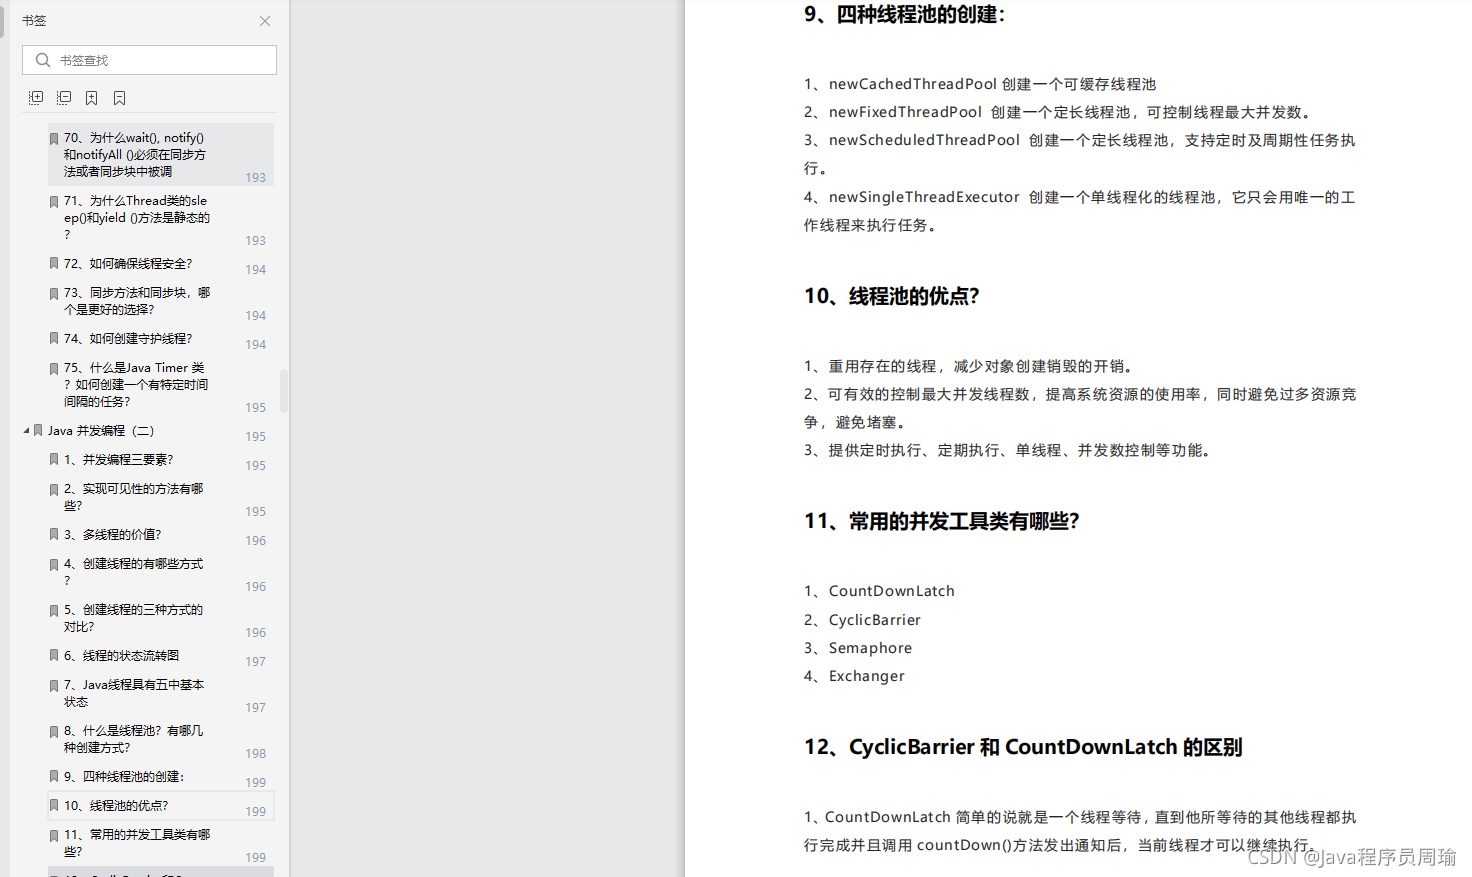 书签
书签查找
70、为什么wait(), notify()
和notifyAll ()必须在同步方
法或者同步块中被调
193
71、为什么Thread类的sle
ep()和yield ()方法是静态的
?
193
72、如何确保线程安全?
194
73、同步方法和同步块，哪
个是更好的选择?
194
74、如何创建守护线程?
194
75、什么是Java Timer 类
? 如何创建一个有特定时间
间隔的任务?
195
Java 并发编程（二）
195
1、并发编程三要素?
195
2、实现可见性的方法有哪
些?
195
3、多线程的价值?
196
4、创建线程的有哪些方式
?
196
5、创建线程的三种方式的
对比?
196
6、线程的状态流转图
197
7、Java线程具有五中基本
状态
197
8、什么是线程池? 有哪几
种创建方式?
198
9、四种线程池的创建:
199
10、线程池的优点?
199
11、常用的并发工具类有哪
些?
199
9、四种线程池的创建：
1、newCachedThreadPool 创建一个可缓存线程池
2、newFixedThreadPool 创建一个定长线程池，可控制线程最大并发数。
3、newScheduledThreadPool 创建一个定长线程池，支持定时及周期性任务执
行。
4、newSingleThreadExecutor 创建一个单线程化的线程池，它只会用唯一的工
作线程来执行任务。
10、线程池的优点?
1、重用存在的线程，减少对象创建销毁的开销。
2、可有效的控制最大并发线程数，提高系统资源的使用率，同时避免过多资源竞
争，避免堵塞。
3、提供定时执行、定期执行、单线程、并发数控制等功能。
11、常用的并发工具类有哪些?
1、CountDownLatch
2、CyclicBarrier
3、Semaphore
4、Exchanger
12、CyclicBarrier 和 CountDownLatch 的区别
1、CountDownLatch 简单的说就是一个线程等待，直到他所等待的其他线程都执
行完成并且调用 countDown()方法发出通知后，当前线程才可以继续执行。
CSDN @Java程序员周瑜